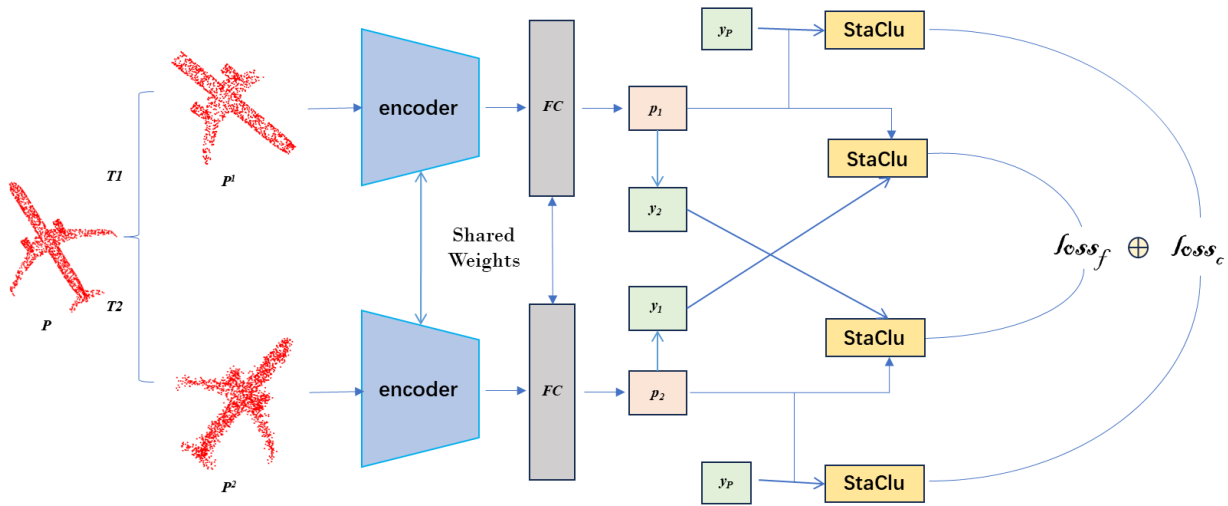 y_P
StaClu
encoder
FC
p_1
T1
P^1
StaClu
y_2
Shared
Weights
loss_f ⊕ loss_c
T2
P
y_1
StaClu
encoder
FC
p_2
P^2
y_P
StaClu